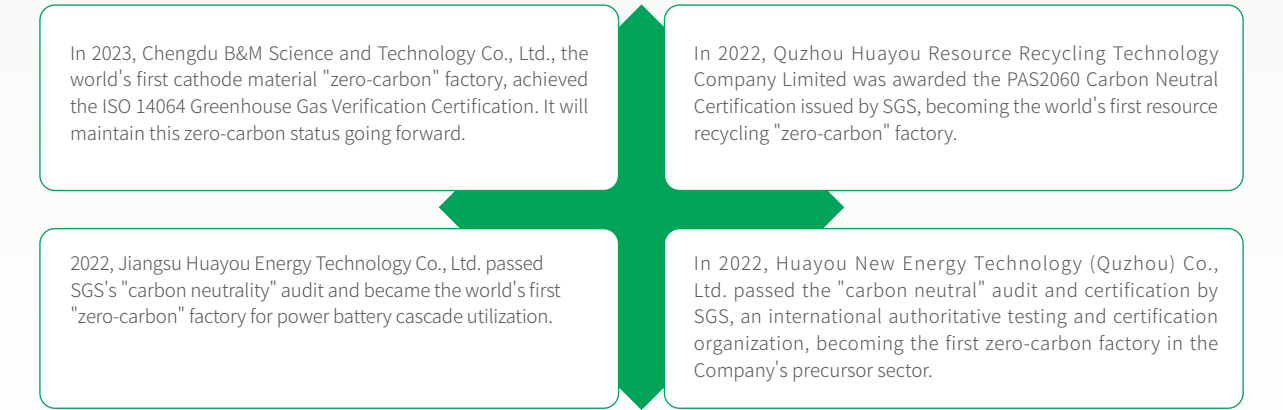 In 2023, Chengdu B&M Science and Technology Co., Ltd., the
world's first cathode material "zero-carbon" factory, achieved
the ISO 14064 Greenhouse Gas Verification Certification. It will
maintain this zero-carbon status going forward.
In 2022, Quzhou Huayou Resource Recycling Technology
Company Limited was awarded the PAS2060 Carbon Neutral
Certification issued by SGS, becoming the world's first resource
recycling "zero-carbon" factory.
2022, Jiangsu Huayou Energy Technology Co., Ltd. passed
SGS's "carbon neutrality" audit and became the world's first
"zero-carbon" factory for power battery cascade utilization.
In 2022, Huayou New Energy Technology (Quzhou) Co.,
Ltd. passed the "carbon neutral" audit and certification by
SGS, an international authoritative testing and certification
organization, becoming the first zero-carbon factory in the
Company's precursor sector.